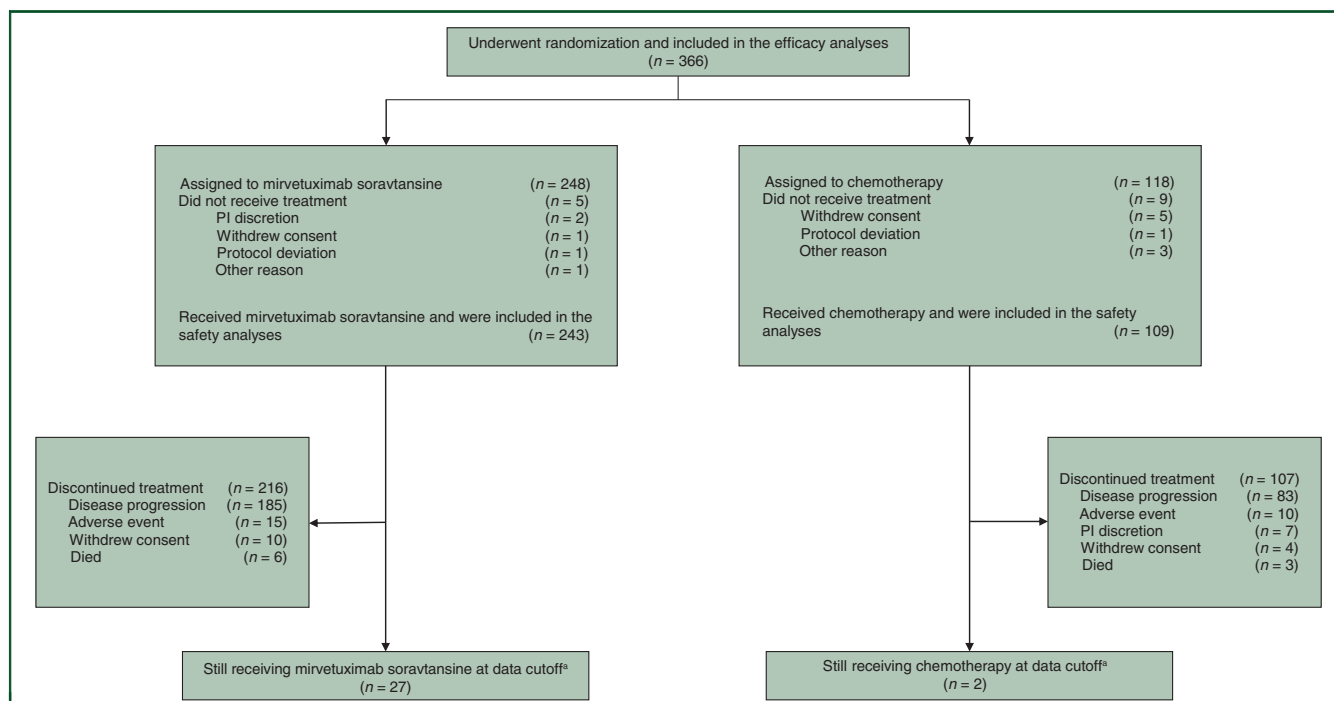 Underwent randomization and included in the efficacy analyses
(n = 366)
Assigned to mirvetuximab soravtansine (n = 248)
Did not receive treatment (n = 5)
PI discretion (n = 2)
Withdrew consent (n = 1)
Protocol deviation (n = 1)
Other reason (n = 1)
Received mirvetuximab soravtansine and were included in the
safety analyses (n = 243)
Assigned to chemotherapy (n = 118)
Did not receive treatment (n = 9)
Withdrew consent (n = 5)
Protocol deviation (n = 1)
Other reason (n = 3)
Received chemotherapy and were included in the safety
analyses (n = 109)
Discontinued treatment (n = 216)
Disease progression (n = 185)
Adverse event (n = 15)
Withdrew consent (n = 10)
Died (n = 6)
Discontinued treatment (n = 107)
Disease progression (n = 83)
Adverse event (n = 10)
PI discretion (n = 7)
Withdrew consent (n = 4)
Died (n = 3)
Still receiving mirvetuximab soravtansine at data cutoffᵃ
(n = 27)
Still receiving chemotherapy at data cutoffᵃ
(n = 2)